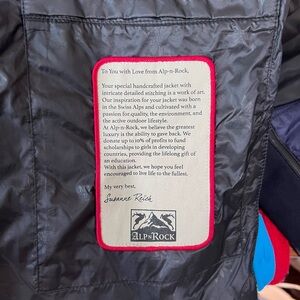 To You with Love from Alp-n-Rock,
Your special handcrafted jacket with
intricate detailed stitching is a work of art.
Our inspiration for your jacket was born
in the Swiss Alps and cultivated with a
passion for quality, the environment, and
the active outdoor lifestyle.
At Alp-n-Rock, we believe the greatest
luxury is the ability to gave back. We
donate up to 10% of profits to fund
scholarships to girls in developing
countries, providing the lifelong gift of
an education.
With this jacket, we hope you feel
encouraged to live life to the fullest.
My very best,
Susanne Reich
ALPNROCK